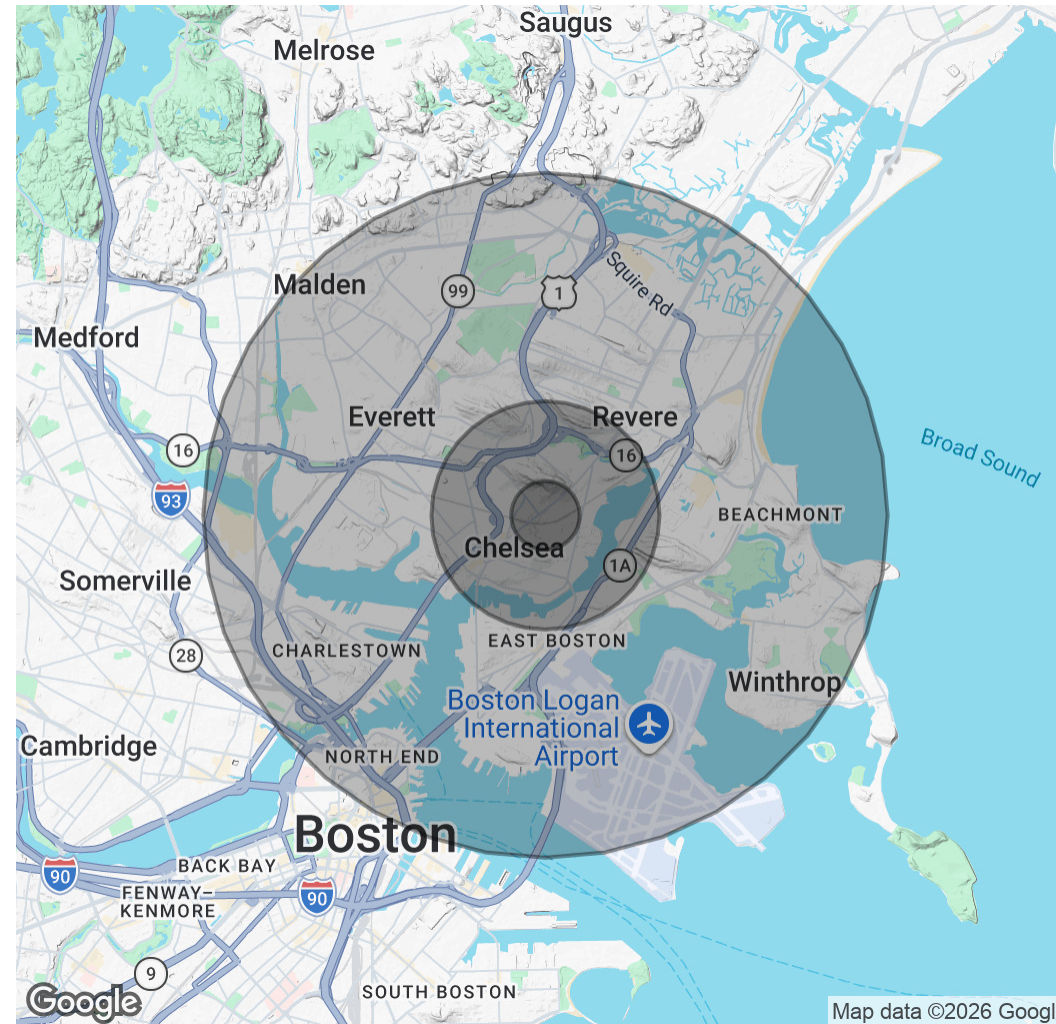 Saugus
Melrose
Malden
99
1
Squire Rd
Medford
Everett
Revere
16
16
Broad Sound
93
BEACHMONT
Chelsea
1A
Somerville
EAST BOSTON
28
CHARLESTOWN
Winthrop
Boston Logan
International
Airport
Cambridge
NORTH END
Boston
BACK BAY
90
FENWAY–
KENMORE
90
9
SOUTH BOSTON
Google
Map data ©2026 Googl